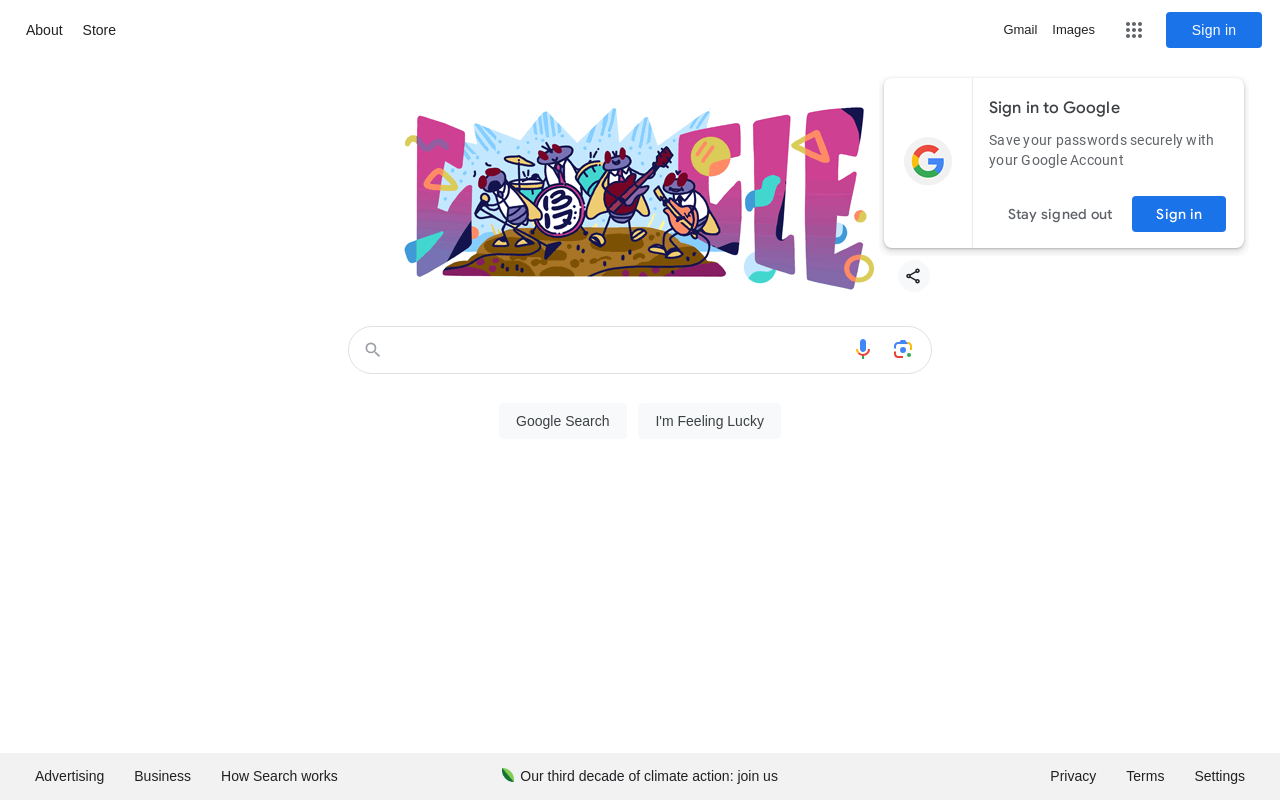 About Store
Gmail Images Sign in
Sign in to Google
Save your passwords securely with
your Google Account
Stay signed out Sign in
Google Search I'm Feeling Lucky
Advertising Business How Search works
Our third decade of climate action: join us
Privacy Terms Settings